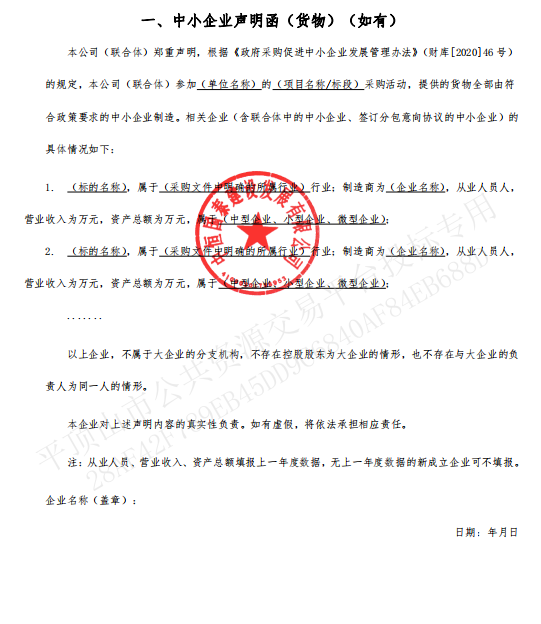 一、中小企业声明函（货物）（如有）
本公司（联合体）郑重声明，根据《政府采购促进中小企业发展管理办法》（财库[2020]46 号）
的规定，本公司（联合体）参加（单位名称）的（项目名称/标段）采购活动，提供的货物全部由符
合政策要求的中小企业制造。相关企业（含联合体中的中小企业、签订分包意向协议的中小企业）的
具体情况如下：
1. （标的名称），属于（采购文件中明确的所属行业）行业；制造商为（企业名称），从业人员人，
营业收入为万元，资产总额为万元，属于（中型企业、小型企业、微型企业）；
2. （标的名称），属于（采购文件中明确的所属行业）行业；制造商为（企业名称），从业人员人，
营业收入为万元，资产总额为万元，属于（中型企业、小型企业、微型企业）；
.......
以上企业，不属于大企业的分支机构，不存在控股股东为大企业的情形，也不存在与大企业的负
责人为同一人的情形。
本企业对上述声明内容的真实性负责。如有虚假，将依法承担相应责任。
注：从业人员、营业收入、资产总额填报上一年度数据，无上一年度数据的新成立企业可不填报。
企业名称（盖章）：
日期：年月日
平顶山市公共资源交易平台投标专用